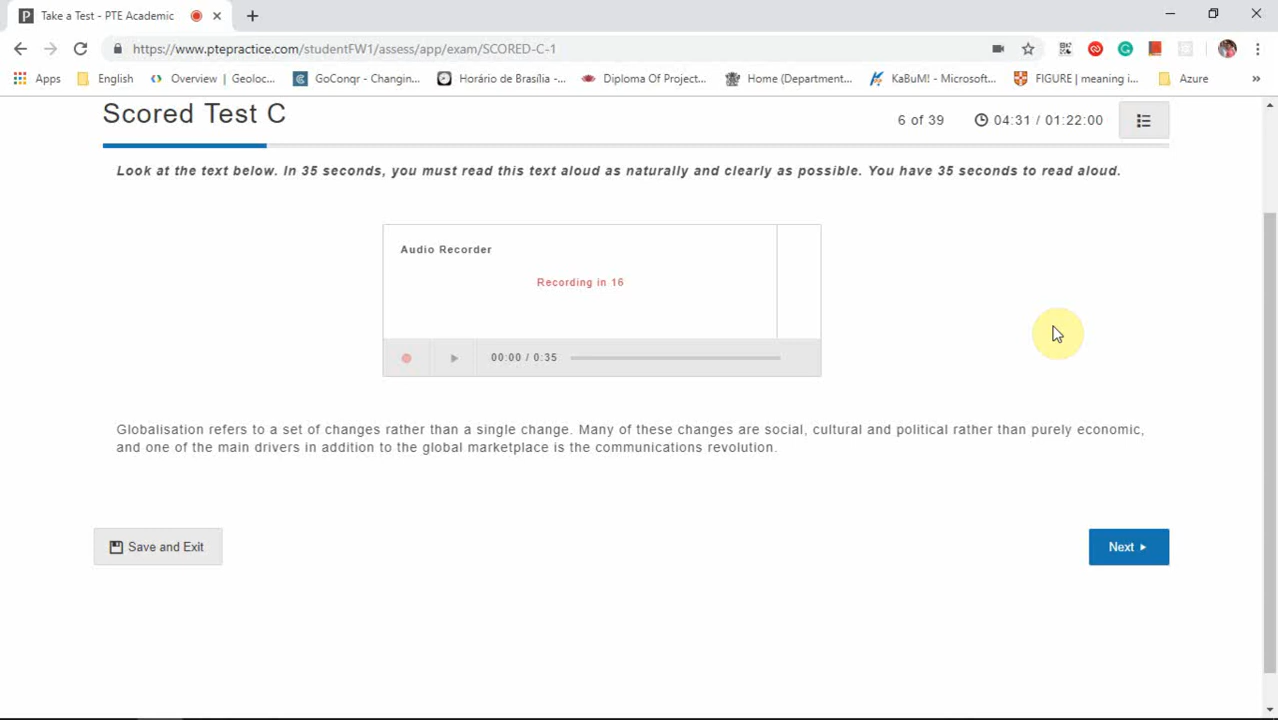 Take a Test - PTE Academic
https://www.ptepractice.com/studentFW1/assess/app/exam/SCORED-C-1
Apps English Overview | Geoloc... GoConqr - Changin... Horário de Brasília -... Diploma Of Project... Home (Department... KaBuM! - Microsoft... FIGURE | meaning i... Azure »
Scored Test C
6 of 39 04:31 / 01:22:00
Look at the text below. In 35 seconds, you must read this text aloud as naturally and clearly as possible. You have 35 seconds to read aloud.
Audio Recorder
Recording in 16
00:00 / 0:35
Globalisation refers to a set of changes rather than a single change. Many of these changes are social, cultural and political rather than purely economic,
and one of the main drivers in addition to the global marketplace is the communications revolution.
Save and Exit Next